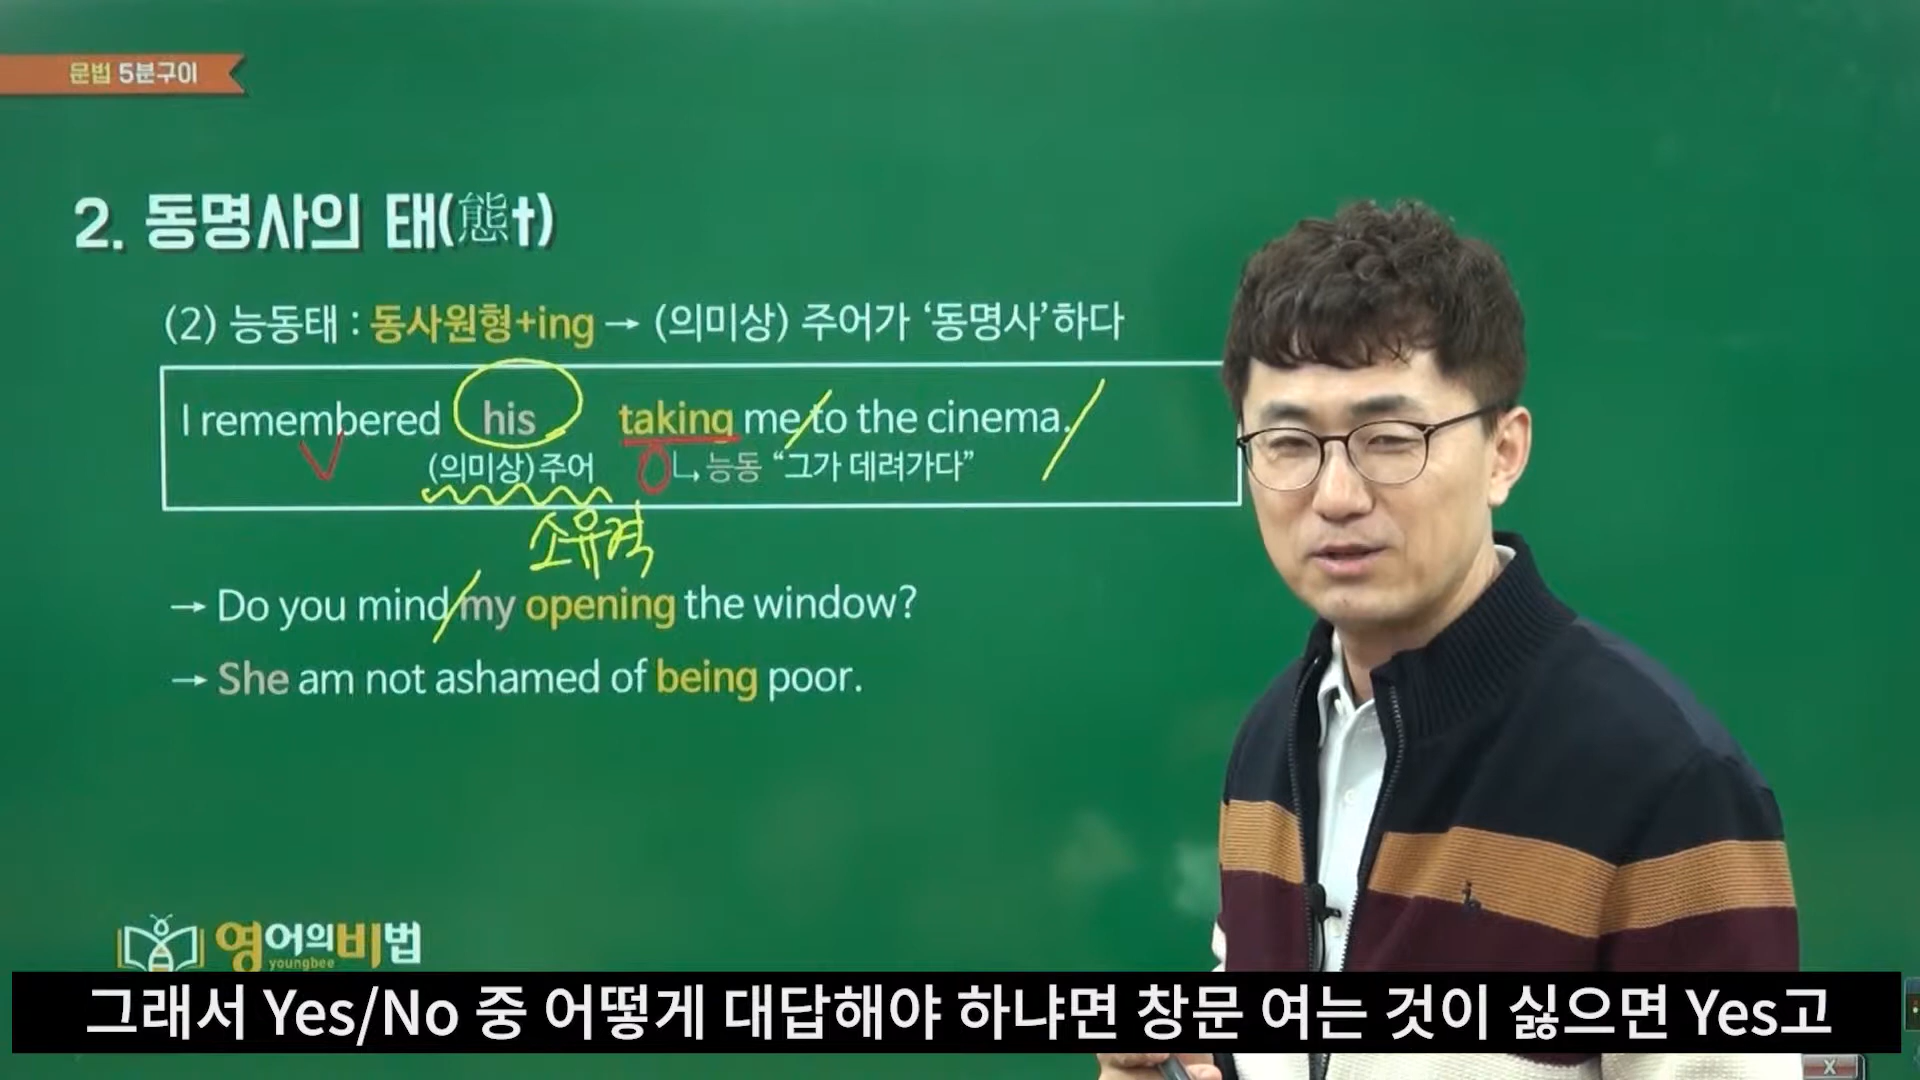 문법 5분구이
2. 동명사의 태(態†)
(2) 능동태 : 동사원형+ing → (의미상) 주어가 ‘동명사’하다
I remembered his taking me to the cinema.
(의미상)주어 ↳ 능동 “그가 데려가다”
소유격
→ Do you mind my opening the window?
→ She am not ashamed of being poor.
영어의비법
youngbee
그래서 Yes/No 중 어떻게 대답해야 하냐면 창문 여는 것이 싫으면 Yes고
X